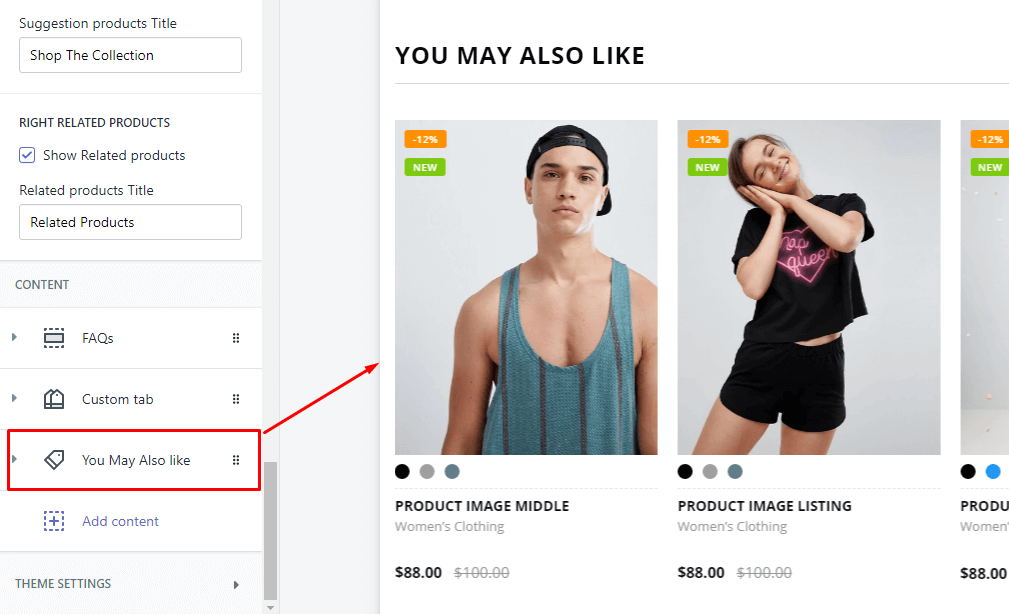 Suggestion products Title
Shop The Collection
RIGHT RELATED PRODUCTS
Show Related products
Related products Title
Related Products
CONTENT
FAQs
Custom tab
You May Also like
Add content
THEME SETTINGS
YOU MAY ALSO LIKE
-12%
NEW
PRODUCT IMAGE MIDDLE
Women's Clothing
$88.00 $100.00
-12%
NEW
Nap
queen
PRODUCT IMAGE LISTING
Women's Clothing
$88.00 $100.00
-12%
NEW
PRODU
Women'
$88.00